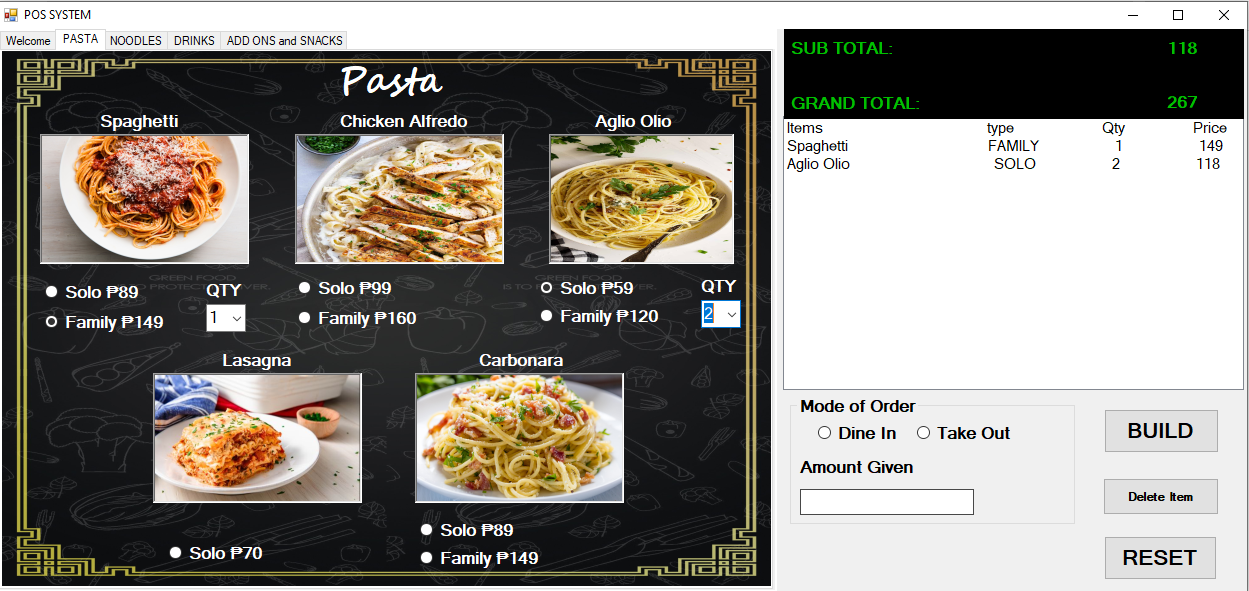 POS SYSTEM
Welcome PASTA NOODLES DRINKS ADD ONS and SNACKS
Pasta
Spaghetti Chicken Alfredo Aglio Olio
GREEN FOOD
Solo ₱89 QTY
Family ₱149 1
Solo ₱99
Family ₱160
Solo ₱59 QTY
Family ₱120 2
Lasagna Carbonara
Solo ₱70
Solo ₱89
Family ₱149
SUB TOTAL: 118
GRAND TOTAL: 267
Items type Qty Price
Spaghetti FAMILY 1 149
Aglio Olio SOLO 2 118
Mode of Order
Dine In Take Out
Amount Given
BUILD
Delete Item
RESET